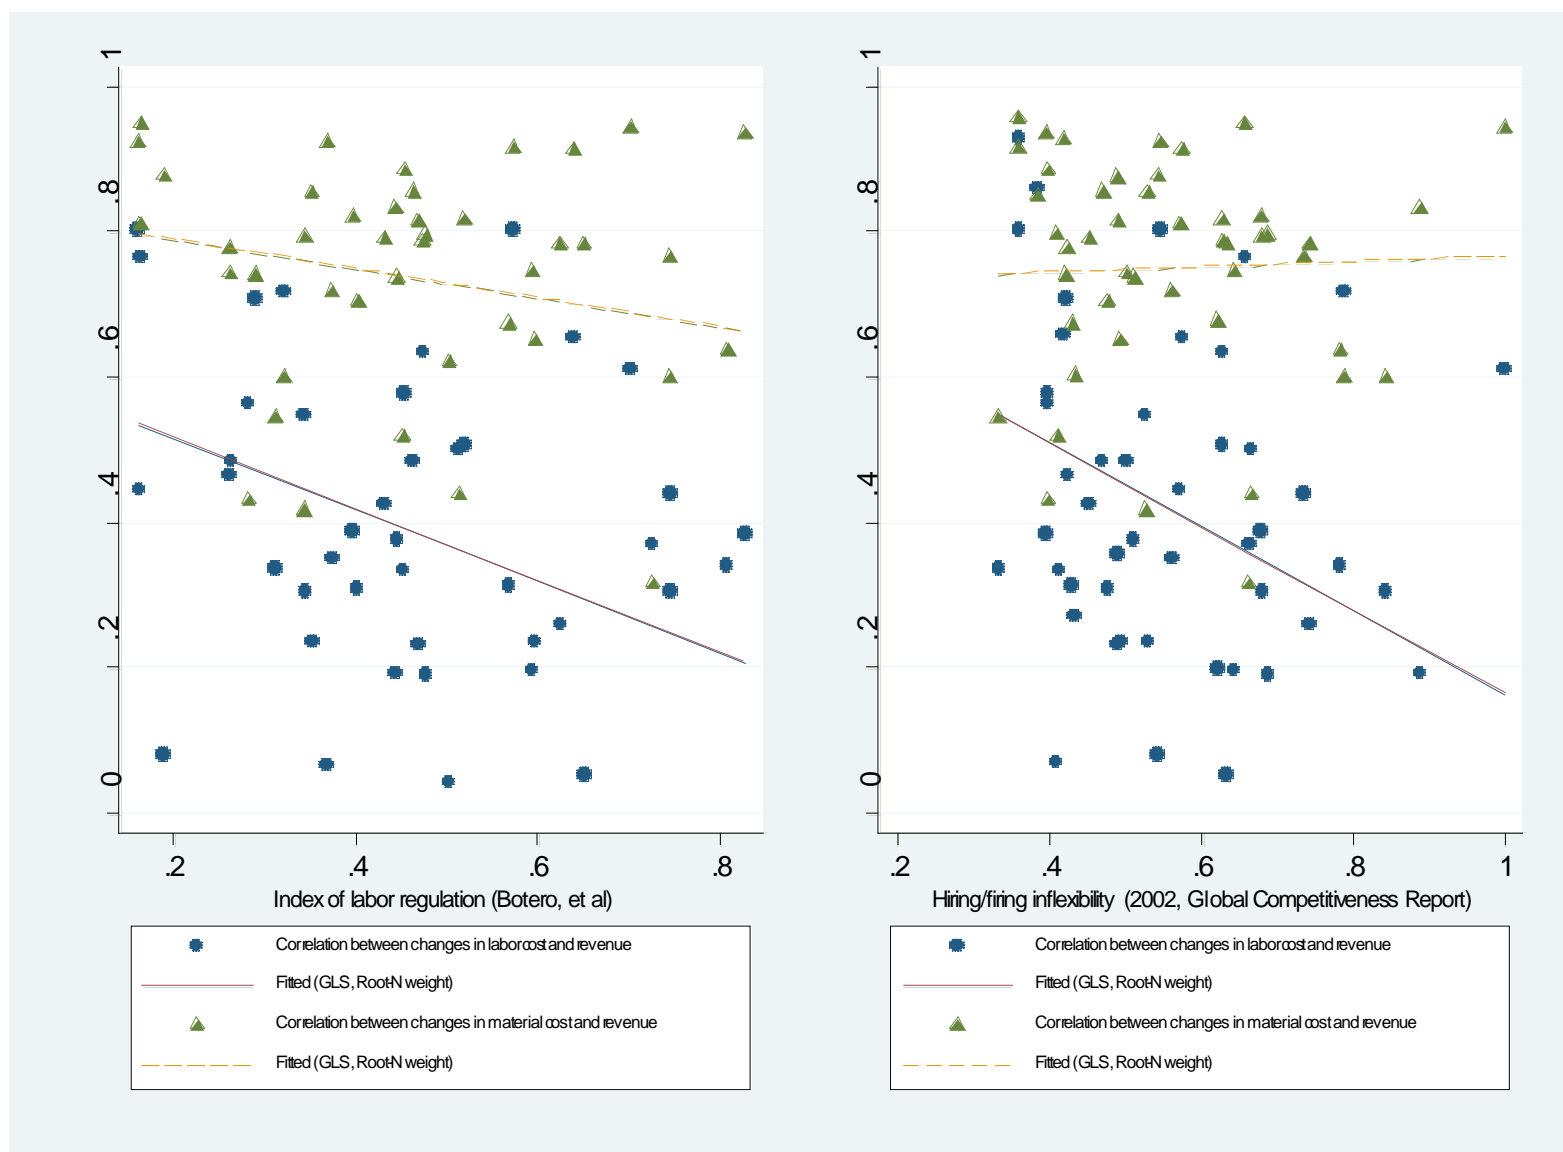 1
.8
.6
.4
.2
0
.2 .4 .6 .8
Index of labor regulation (Botero, et al)
Correlation between changes in labor cost and revenue
Fitted (GLS, Root-N weight)
Correlation between changes in material cost and revenue
Fitted (GLS, Root-N weight)
1
.8
.6
.4
.2
0
.2 .4 .6 .8 1
Hiring/firing inflexibility (2002, Global Competitiveness Report)
Correlation between changes in labor cost and revenue
Fitted (GLS, Root-N weight)
Correlation between changes in material cost and revenue
Fitted (GLS, Root-N weight)